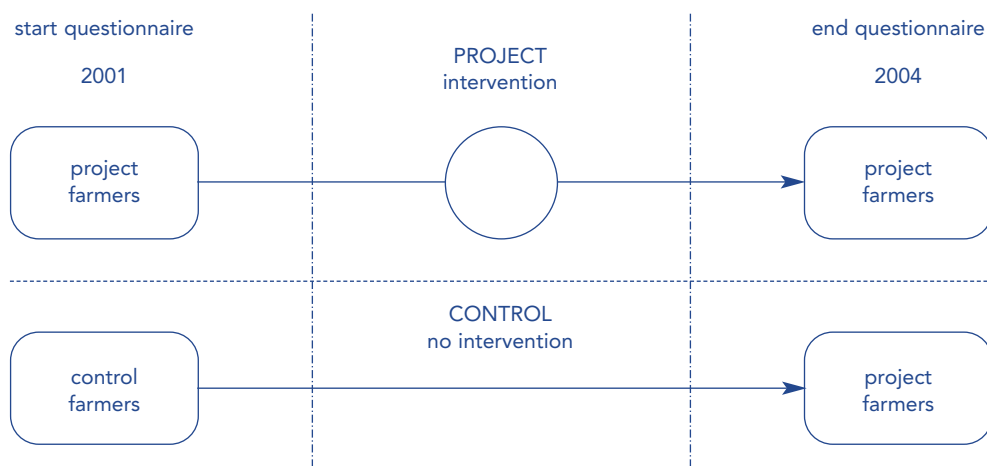 start questionnaire
2001
PROJECT
intervention
end questionnaire
2004
project
farmers
project
farmers
CONTROL
no intervention
control
farmers
project
farmers